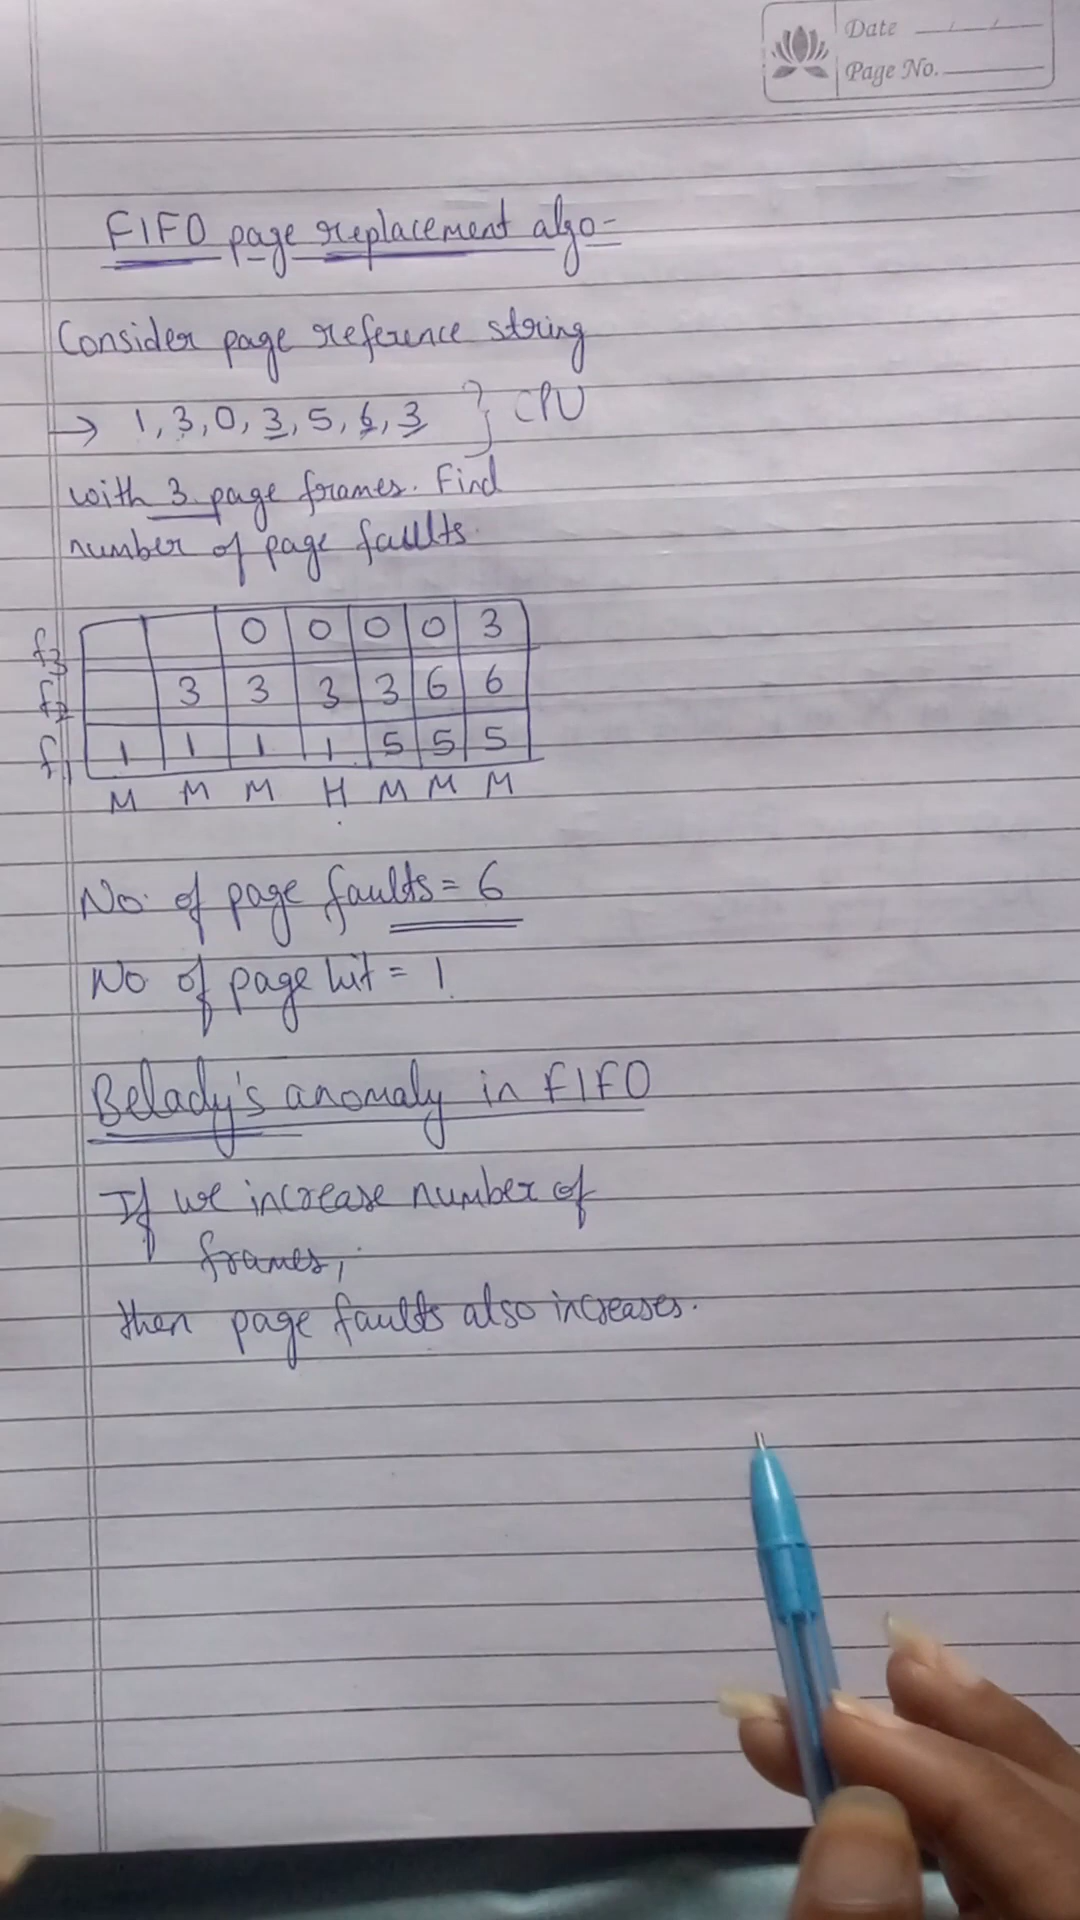 Date
Page No.
FIFO page replacement algo-
Consider page reference string
→ 1, 3, 0, 3, 5, 6, 3 } CPU
with 3 page frames. Find
number of page faults.
f3 0 0 0 0 3
f2 3 3 3 3 6 6
f1 1 1 1 1 5 5 5
M M M H M M M
No. of page faults = 6
No of page hit = 1
Belady's anomaly in FIFO
If we increase number of
frames,
then page faults also increases.